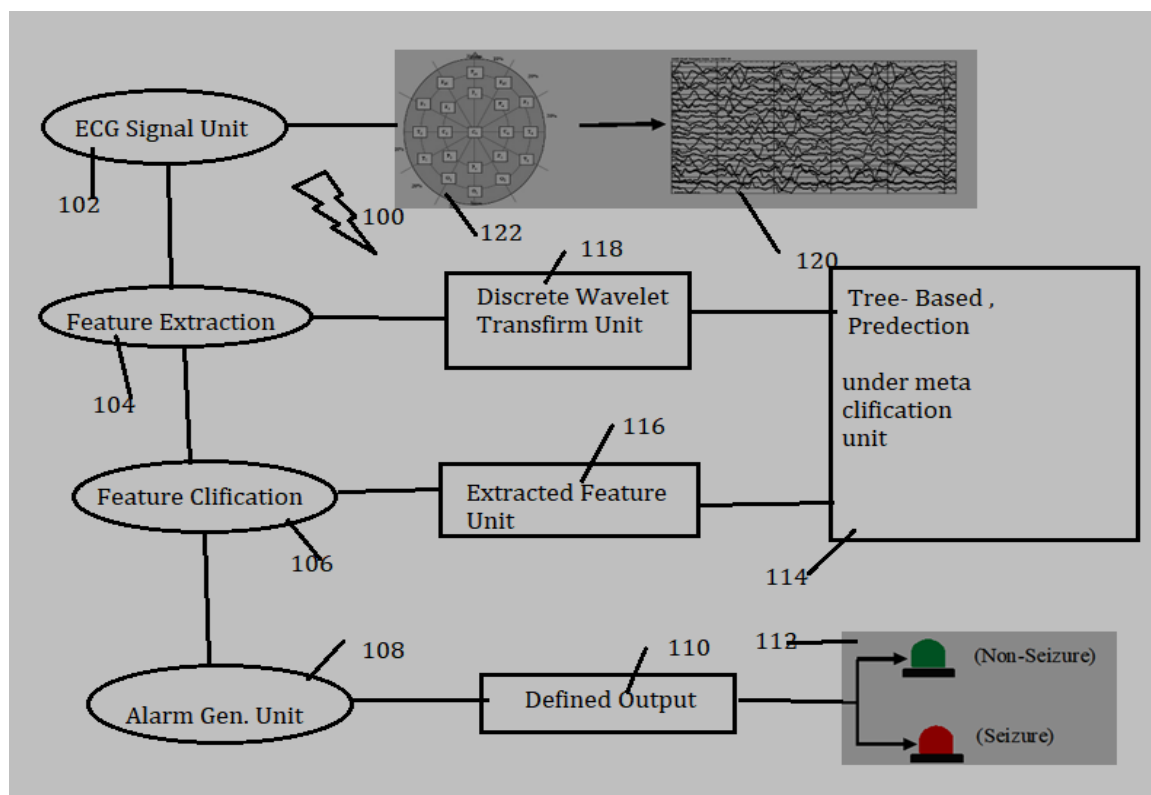 ECG Signal Unit
102
100
122
120
118
Feature Extraction
104
Discrete Wavelet
Transfirm Unit
Tree- Based ,
Predection
under meta
clification
unit
114
116
Feature Clification
106
Extracted Feature
Unit
108
Alarm Gen. Unit
110
Defined Output
112
(Non-Seizure)
(Seizure)